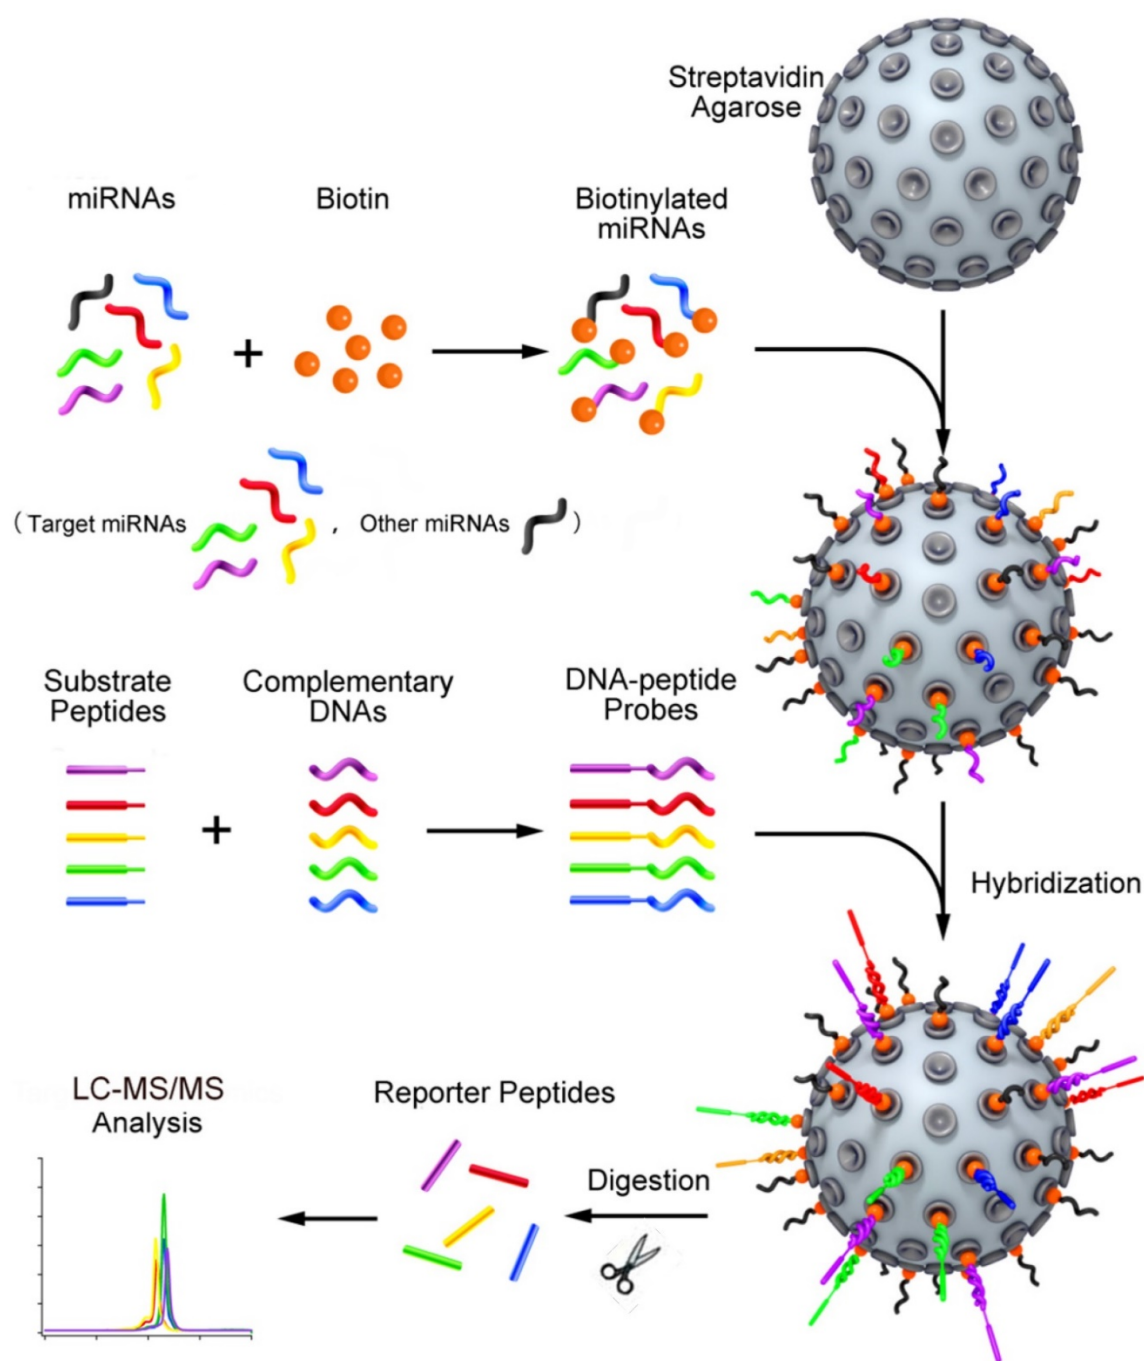 Streptavidin
Agarose
miRNAs
Biotin
Biotinylated
miRNAs
+
(Target miRNAs , Other miRNAs )
Substrate
Peptides
Complementary
DNAs
DNA-peptide
Probes
+
Hybridization
LC-MS/MS
Analysis
Reporter Peptides
Digestion